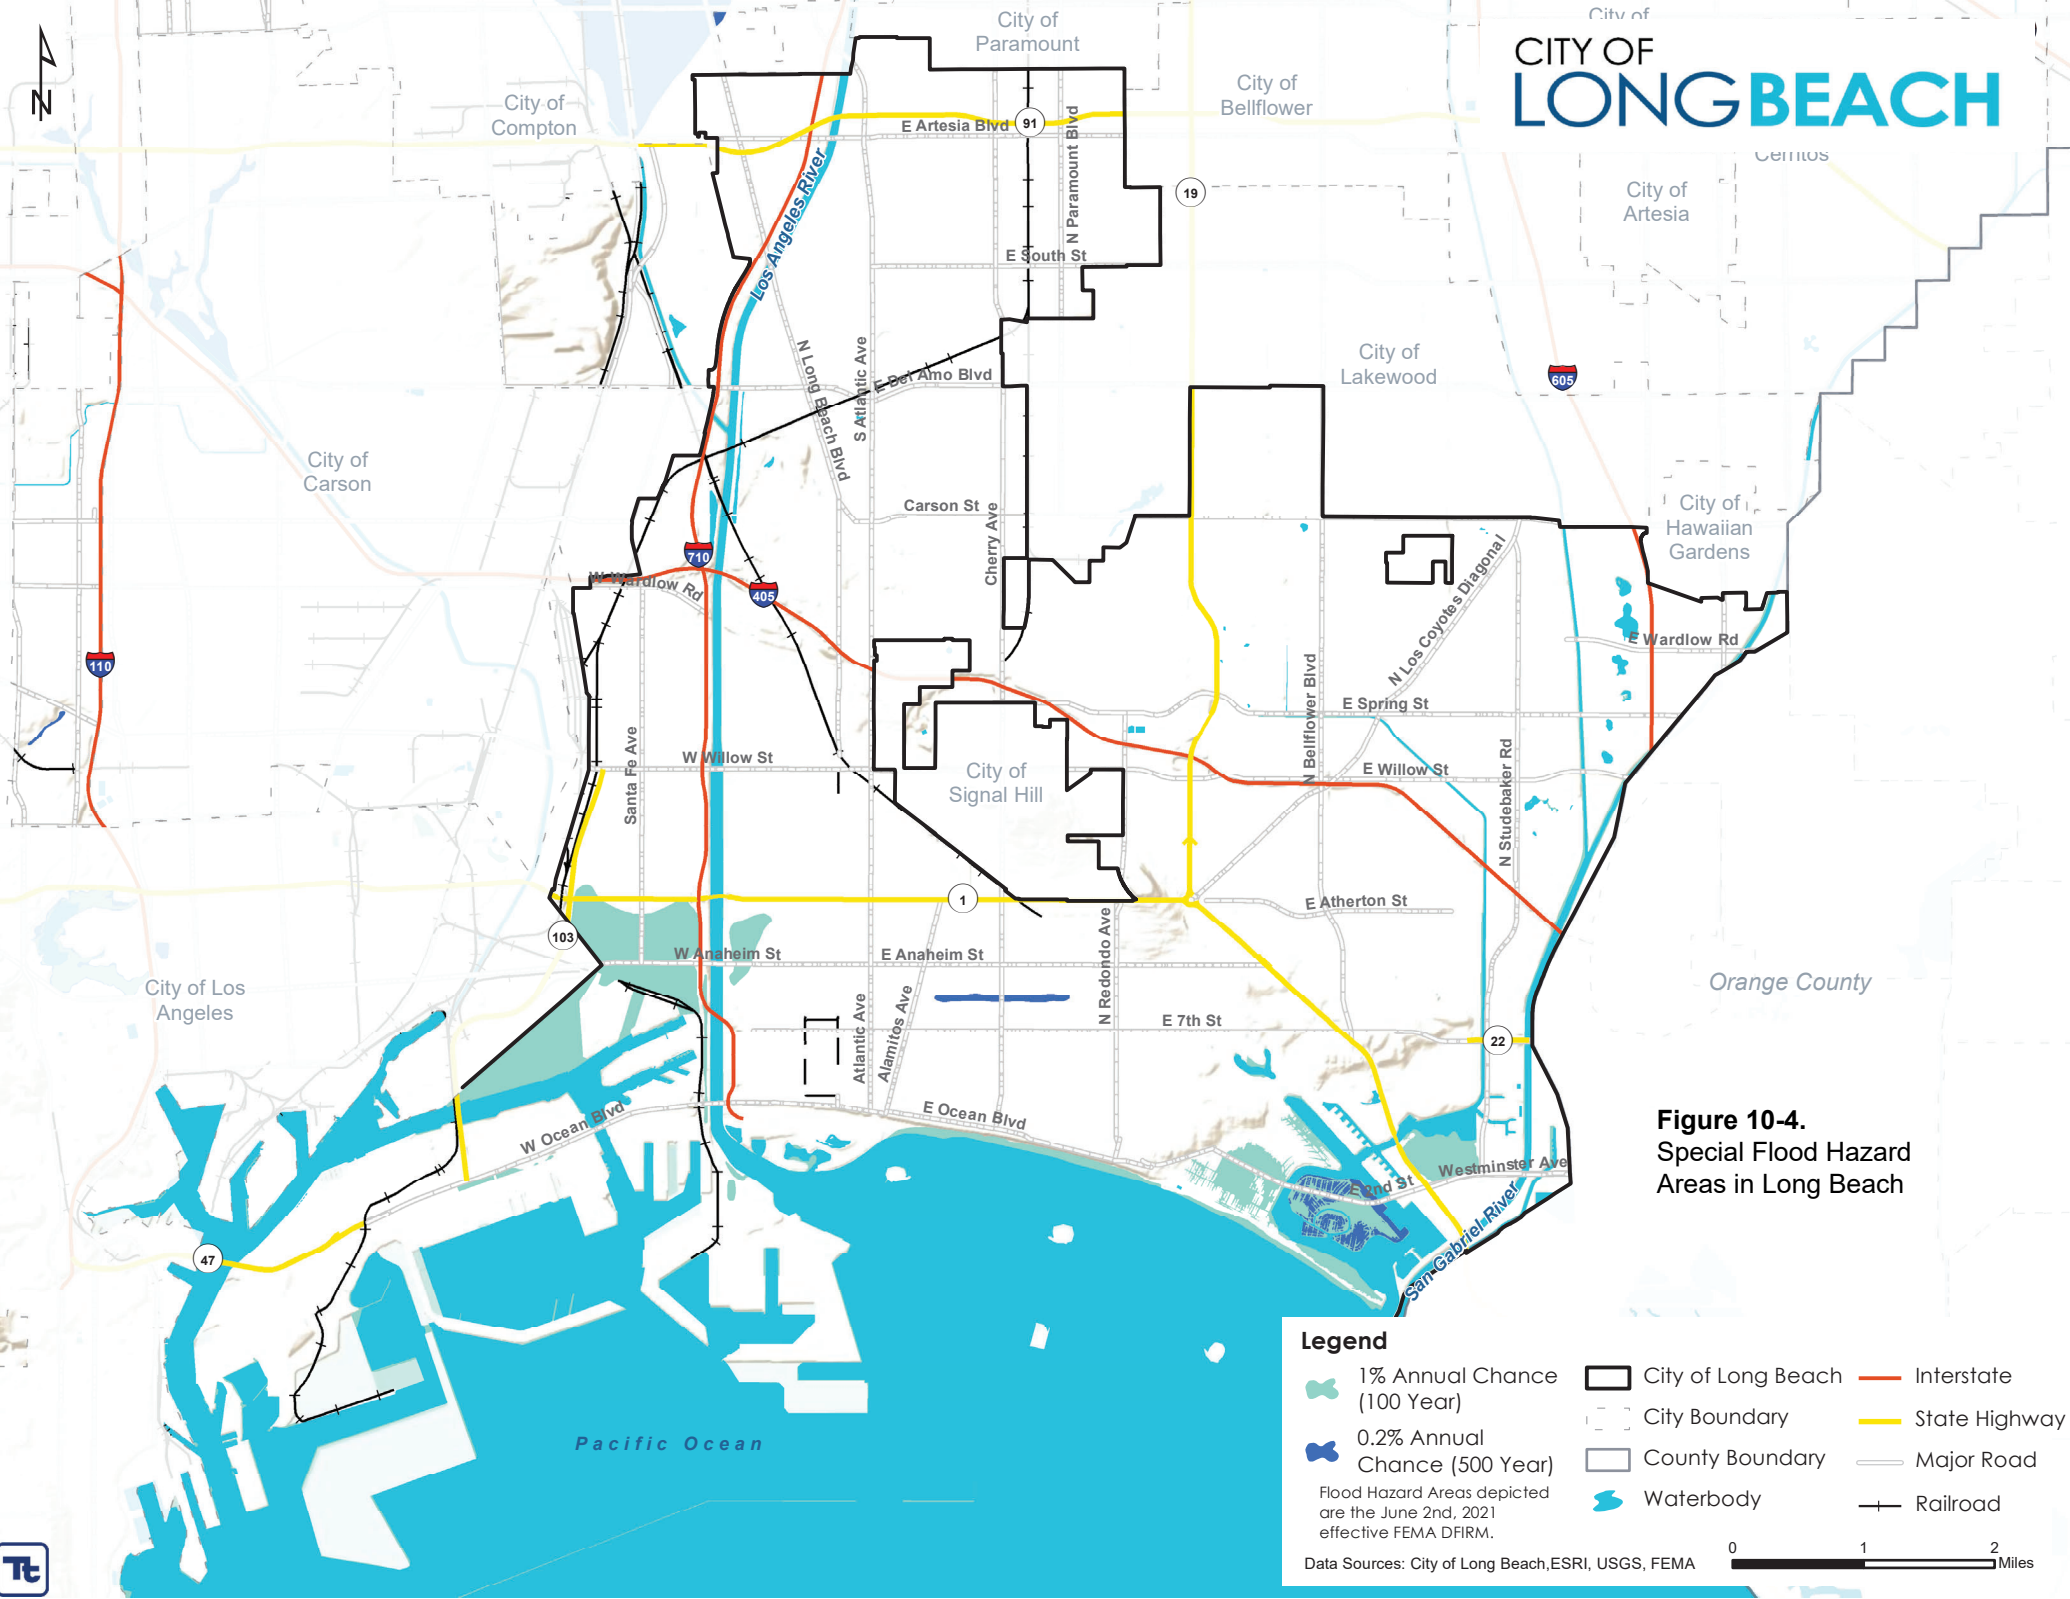 N
City of
Paramount
City of
CITY OF
LONGBEACH
City of
Compton
City of
Bellflower
E Artesia Blvd
91
N Paramount Blvd
Cerritos
City of
Artesia
19
Los Angeles River
E South St
N Long Beach Blvd
S Atlantic Ave
E Del Amo Blvd
City of
Lakewood
605
City of
Carson
Carson St
Cherry Ave
City of
Hawaiian
Gardens
710
W Wardlow Rd
405
N Los Coyotes Diagonal
E Wardlow Rd
110
N Bellflower Blvd
E Spring St
Santa Fe Ave
W Willow St
City of
Signal Hill
E Willow St
N Studebaker Rd
1
E Atherton St
103
W Anaheim St
E Anaheim St
N Redondo Ave
City of Los
Angeles
Orange County
Atlantic Ave
Alamitos Ave
E 7th St
22
W Ocean Blvd
E Ocean Blvd
Figure 10-4.
Special Flood Hazard
Areas in Long Beach
Westminster Ave
E 2nd St
San Gabriel River
47
Pacific Ocean
Legend
1% Annual Chance
(100 Year)
0.2% Annual
Chance (500 Year)
Flood Hazard Areas depicted
are the June 2nd, 2021
effective FEMA DFIRM.
City of Long Beach
City Boundary
County Boundary
Waterbody
Interstate
State Highway
Major Road
Railroad
Data Sources: City of Long Beach,ESRI, USGS, FEMA
0 1 2
Miles
Tt